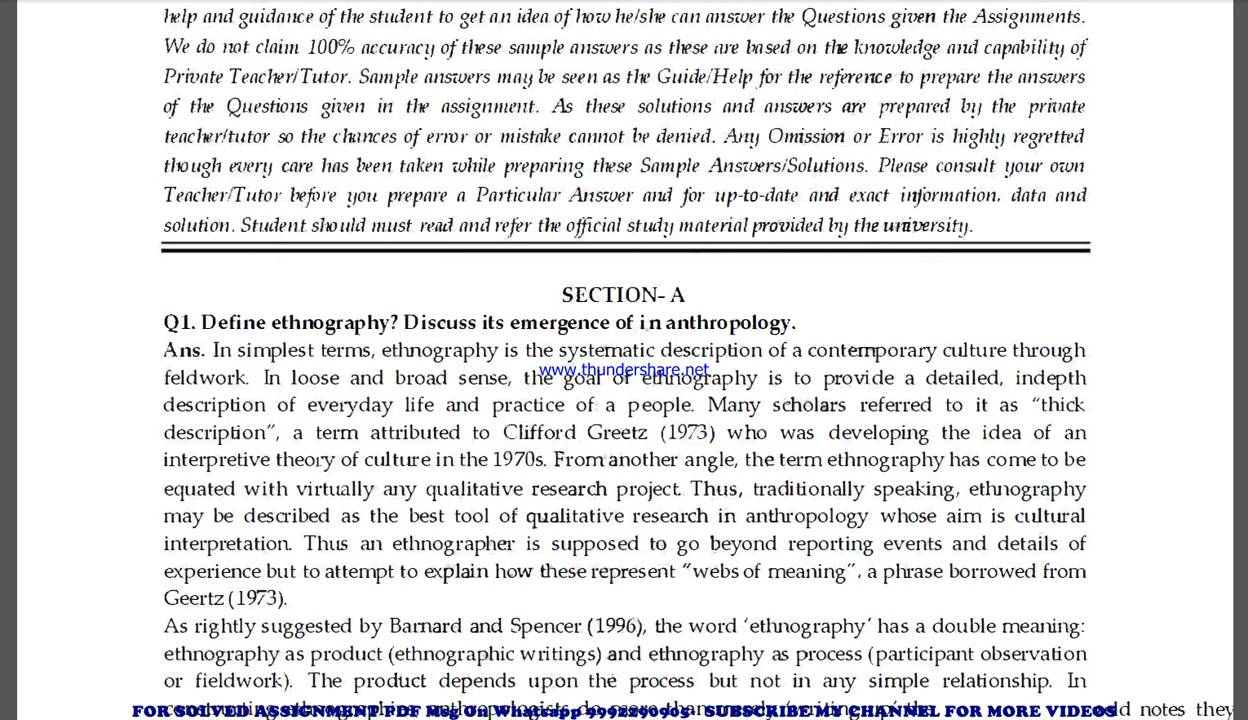 help and guidance of the student to get an idea of how he/she can answer the Questions given the Assignments.
We do not claim 100% accuracy of these sample answers as these are based on the knowledge and capability of
Private Teacher/Tutor. Sample answers may be seen as the Guide/Help for the reference to prepare the answers
of the Questions given in the assignment. As these solutions and answers are prepared by the private
teacher/tutor so the chances of error or mistake cannot be denied. Any Omission or Error is highly regretted
though every care has been taken while preparing these Sample Answers/Solutions. Please consult your own
Teacher/Tutor before you prepare a Particular Answer and for up-to-date and exact information, data and
solution. Student should must read and refer the official study material provided by the university.
SECTION- A
Q1. Define ethnography? Discuss its emergence of in anthropology.
Ans. In simplest terms, ethnography is the systematic description of a contemporary culture through
www.thundershare.net
feldwork. In loose and broad sense, the goal of ethnography is to provide a detailed, indepth
description of everyday life and practice of a people. Many scholars referred to it as “thick
description”, a term attributed to Clifford Greetz (1973) who was developing the idea of an
interpretive theory of culture in the 1970s. From another angle, the term ethnography has come to be
equated with virtually any qualitative research project. Thus, traditionally speaking, ethnography
may be described as the best tool of qualitative research in anthropology whose aim is cultural
interpretation. Thus an ethnographer is supposed to go beyond reporting events and details of
experience but to attempt to explain how these represent “webs of meaning”, a phrase borrowed from
Geertz (1973).
As rightly suggested by Barnard and Spencer (1996), the word ‘ethnography’ has a double meaning:
ethnography as product (ethnographic writings) and ethnography as process (participant observation
or fieldwork). The product depends upon the process but not in any simple relationship. In
notes they
FOR SOLVED ASSIGNMENT PDF Msg On Whatsapp 9992290905- SUBSCRIBE MY CHANNEL FOR MORE VIDEOS